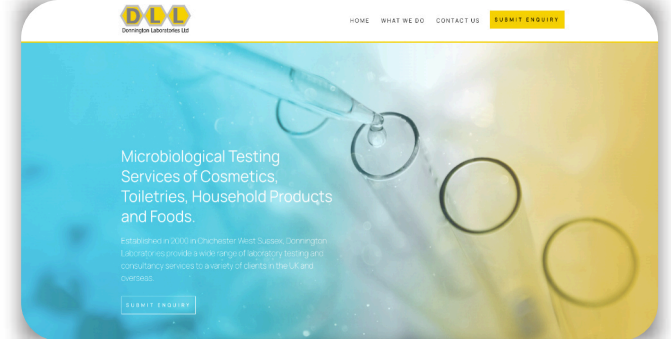 DLL
Donnington Laboratories Ltd
HOME WHAT WE DO CONTACT US SUBMIT ENQUIRY
Microbiological Testing
Services of Cosmetics,
Toiletries, Household Products
and Foods.
Established in 2000 in Chichester West Sussex, Donnington
Laboratories provide a wide range of laboratory testing and
consultancy services to a variety of clients in the UK and
overseas.
SUBMIT ENQUIRY